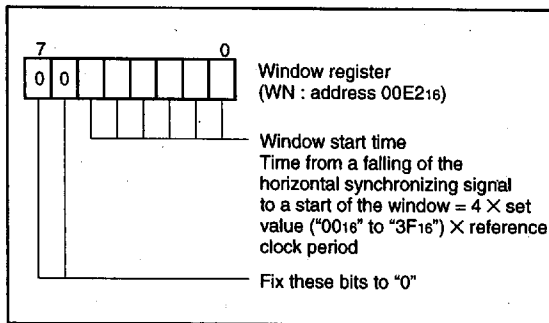 7 0
0 0
Window register
(WN : address 00E2₁₆)
Window start time
Time from a falling of the
horizontal synchronizing signal
to a start of the window = 4 × set
value (“00₁₆” to “3F₁₆”) × reference
clock period
Fix these bits to “0”